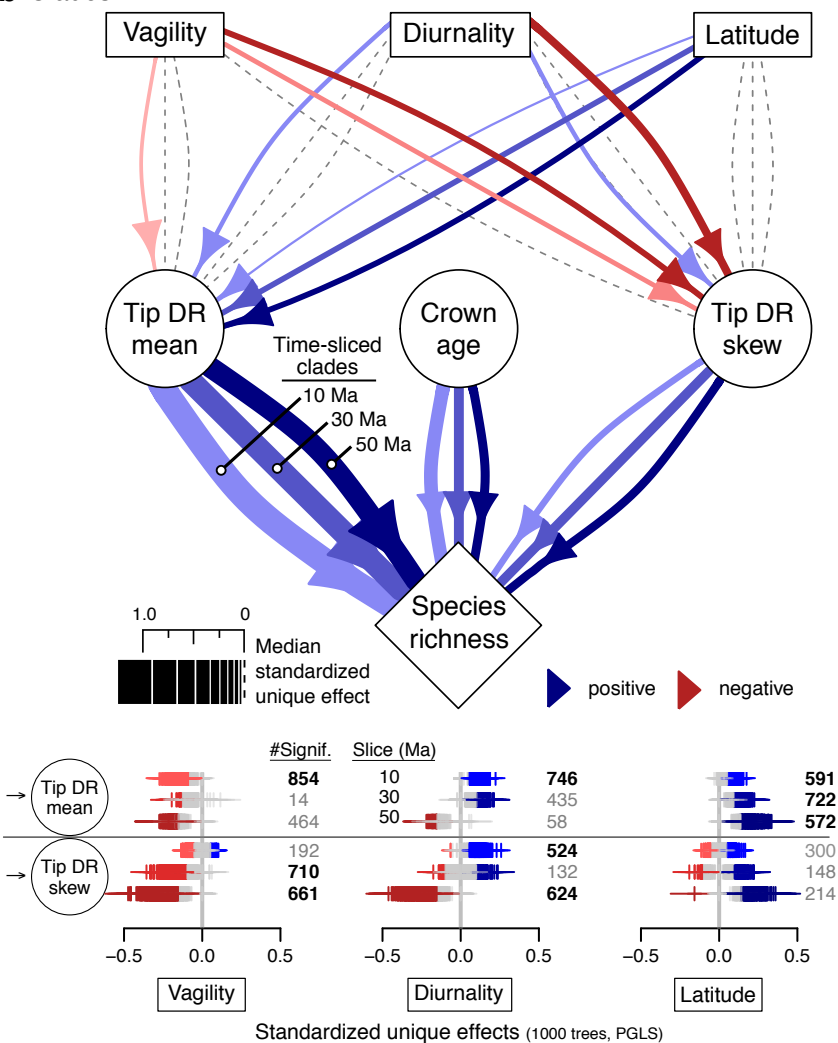 Vagility
Diurnality
Latitude
Tip DR
mean
Crown
age
Tip DR
skew
Time-sliced
clades
10 Ma
30 Ma
50 Ma
Species
richness
1.0 0
Median
standardized
unique effect
positive
negative
#Signif. Slice (Ma)
→ Tip DR
mean
854 10 746 591
14 30 435 722
464 50 58 572
→ Tip DR
skew
192 524 300
710 132 148
661 624 214
−0.5 0.0 0.5 −0.5 0.0 0.5 −0.5 0.0 0.5
Vagility Diurnality Latitude
Standardized unique effects (1000 trees, PGLS)